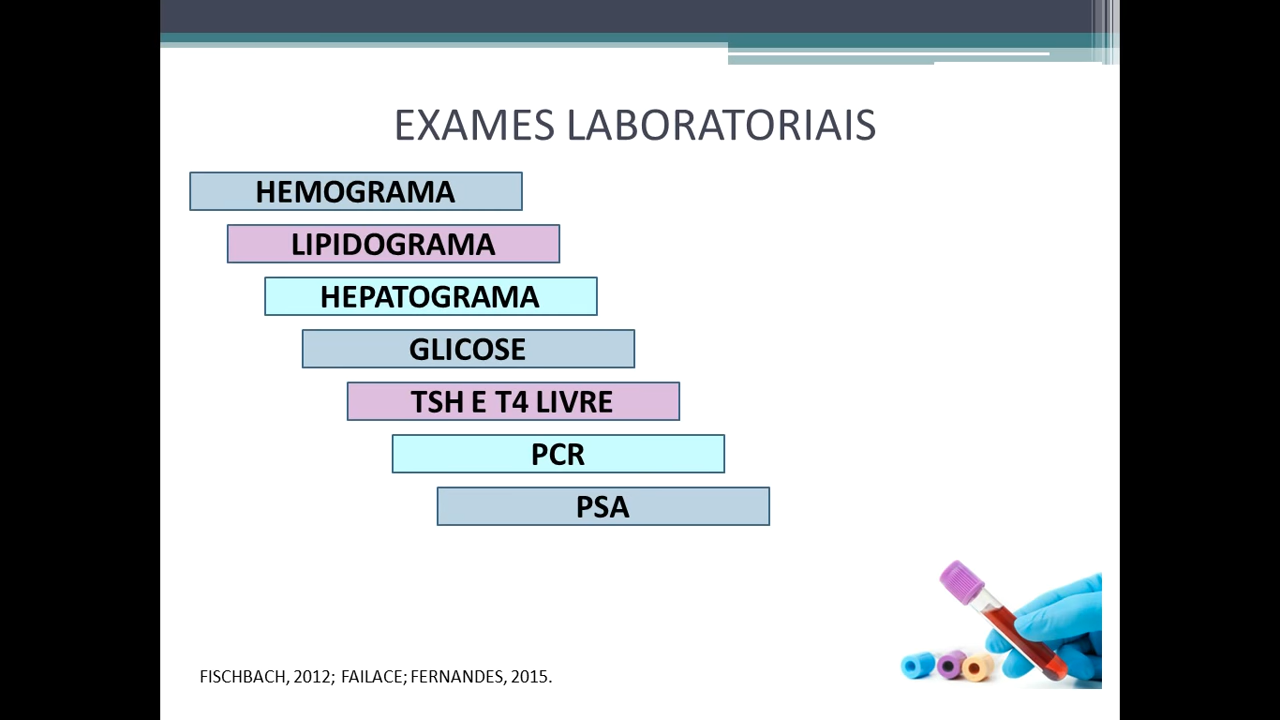 EXAMES LABORATORIAIS
HEMOGRAMA
LIPIDOGRAMA
HEPATOGRAMA
GLICOSE
TSH E T4 LIVRE
PCR
PSA
FISCHBACH, 2012; FAILACE; FERNANDES, 2015.